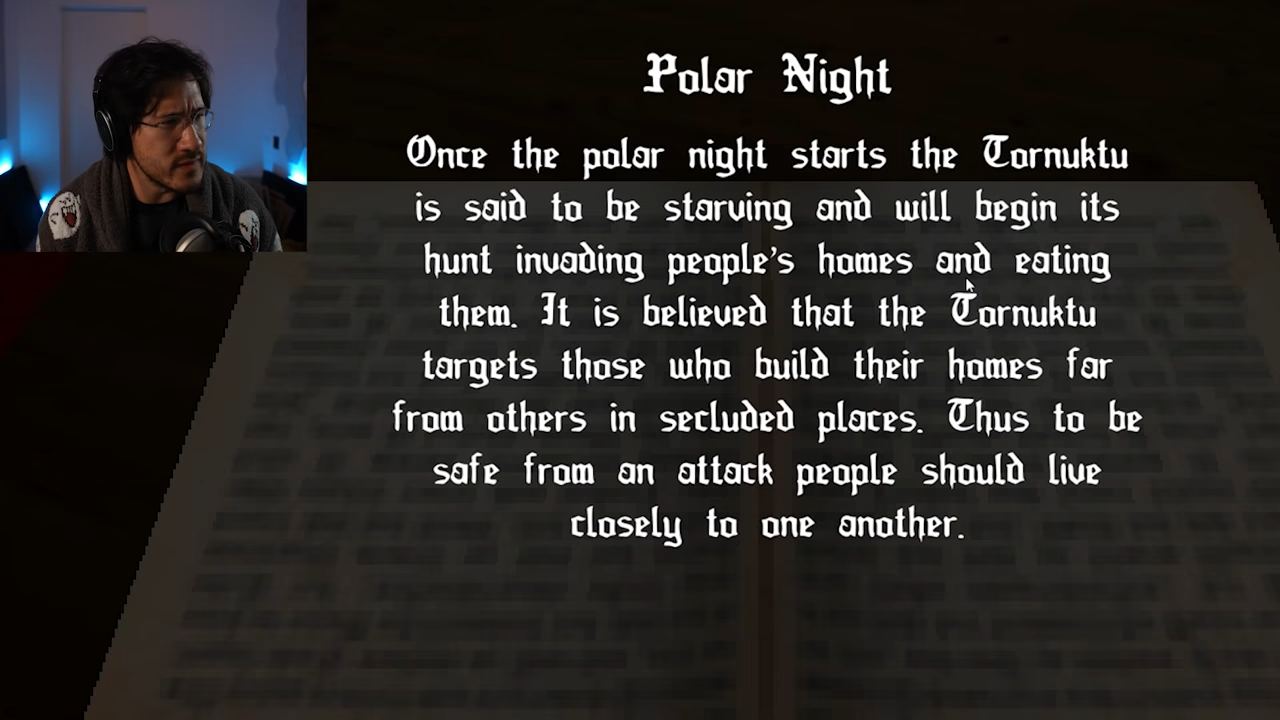 Polar Night
Once the polar night starts the Tornuktu
is said to be starving and will begin its
hunt invading people's homes and eating
them. It is believed that the Tornuktu
targets those who build their homes far
from others in secluded places. Thus to be
safe from an attack people should live
closely to one another.